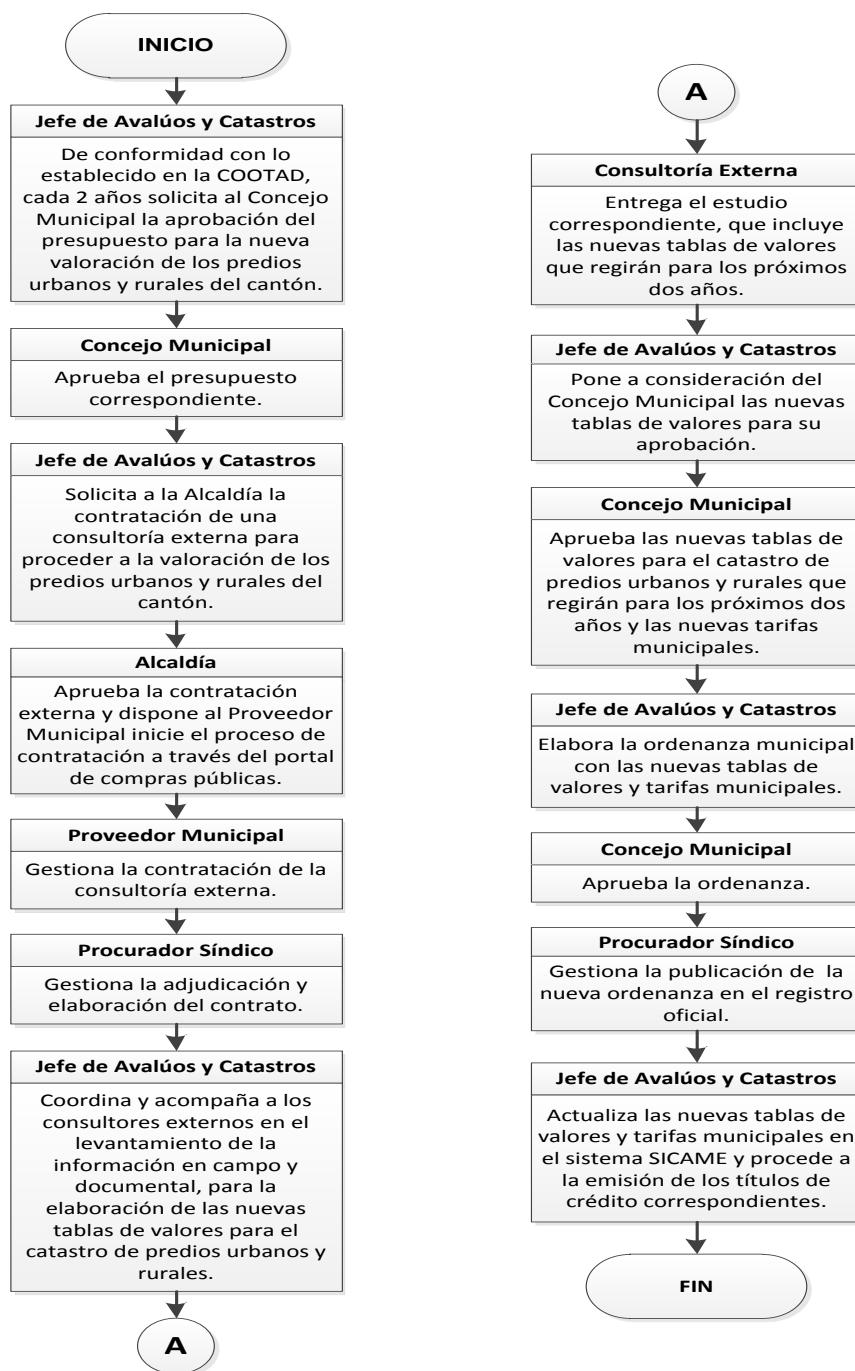 INICIO
Jefe de Avalúos y Catastros
De conformidad con lo
establecido en la COOTAD,
cada 2 años solicita al Concejo
Municipal la aprobación del
presupuesto para la nueva
valoración de los predios
urbanos y rurales del cantón.
Concejo Municipal
Aprueba el presupuesto
correspondiente.
Jefe de Avalúos y Catastros
Solicita a la Alcaldía la
contratación de una
consultoría externa para
proceder a la valoración de los
predios urbanos y rurales del
cantón.
Alcaldía
Aprueba la contratación
externa y dispone al Proveedor
Municipal inicie el proceso de
contratación a través del portal
de compras públicas.
Proveedor Municipal
Gestiona la contratación de la
consultoría externa.
Procurador Síndico
Gestiona la adjudicación y
elaboración del contrato.
Jefe de Avalúos y Catastros
Coordina y acompaña a los
consultores externos en el
levantamiento de la
información en campo y
documental, para la
elaboración de las nuevas
tablas de valores para el
catastro de predios urbanos y
rurales.
A
A
Consultoría Externa
Entrega el estudio
correspondiente, que incluye
las nuevas tablas de valores
que regirán para los próximos
dos años.
Jefe de Avalúos y Catastros
Pone a consideración del
Concejo Municipal las nuevas
tablas de valores para su
aprobación.
Concejo Municipal
Aprueba las nuevas tablas de
valores para el catastro de
predios urbanos y rurales que
regirán para los próximos dos
años y las nuevas tarifas
municipales.
Jefe de Avalúos y Catastros
Elabora la ordenanza municipal
con las nuevas tablas de
valores y tarifas municipales.
Concejo Municipal
Aprueba la ordenanza.
Procurador Síndico
Gestiona la publicación de la
nueva ordenanza en el registro
oficial.
Jefe de Avalúos y Catastros
Actualiza las nuevas tablas de
valores y tarifas municipales en
el sistema SICAME y procede a
la emisión de los títulos de
crédito correspondientes.
FIN